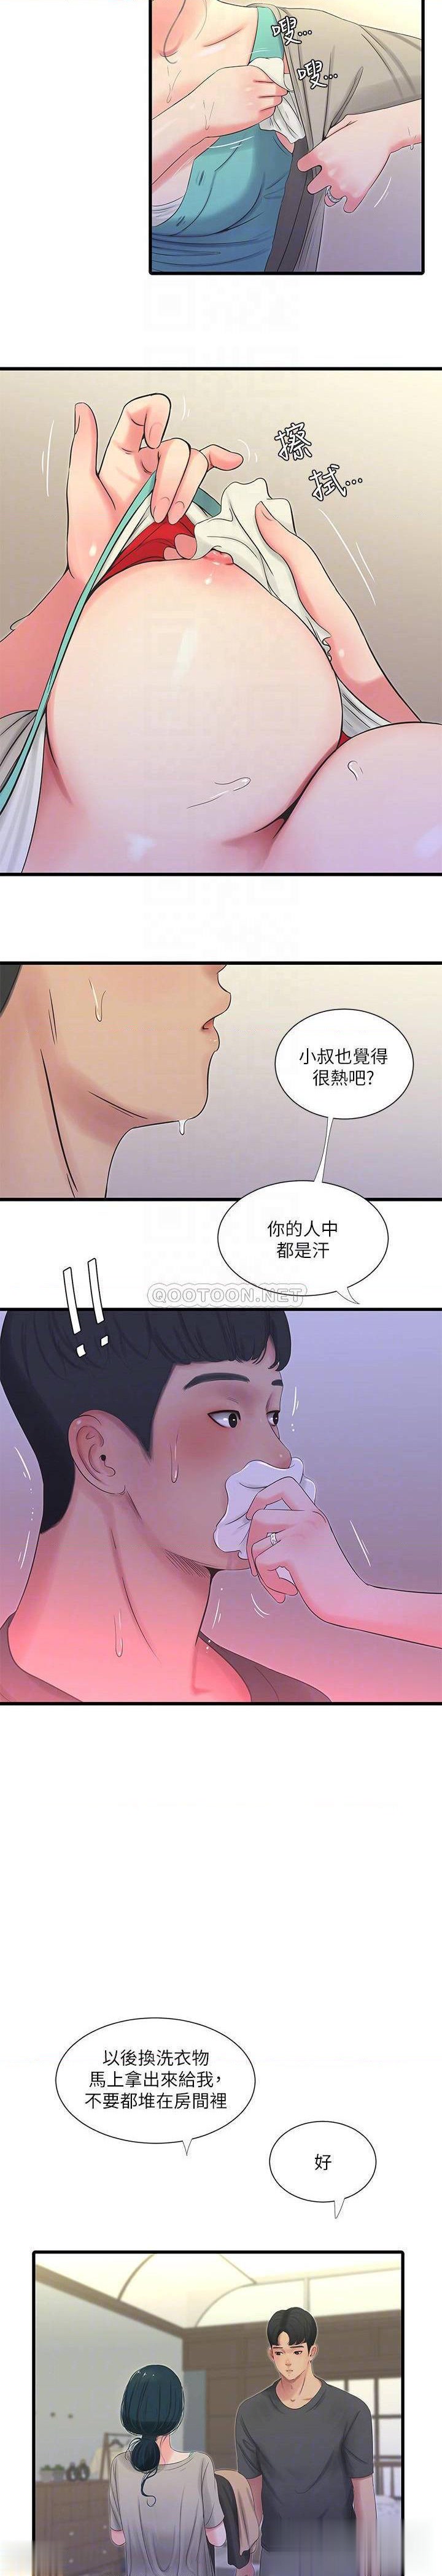 嗖…
嗖…
擦
拭…
小叔也覺得
很熱吧?
你的人中
都是汗
QOOTOON.NET
!!
以後換洗衣物
馬上拿出來給我,
不要都堆在房間裡
好